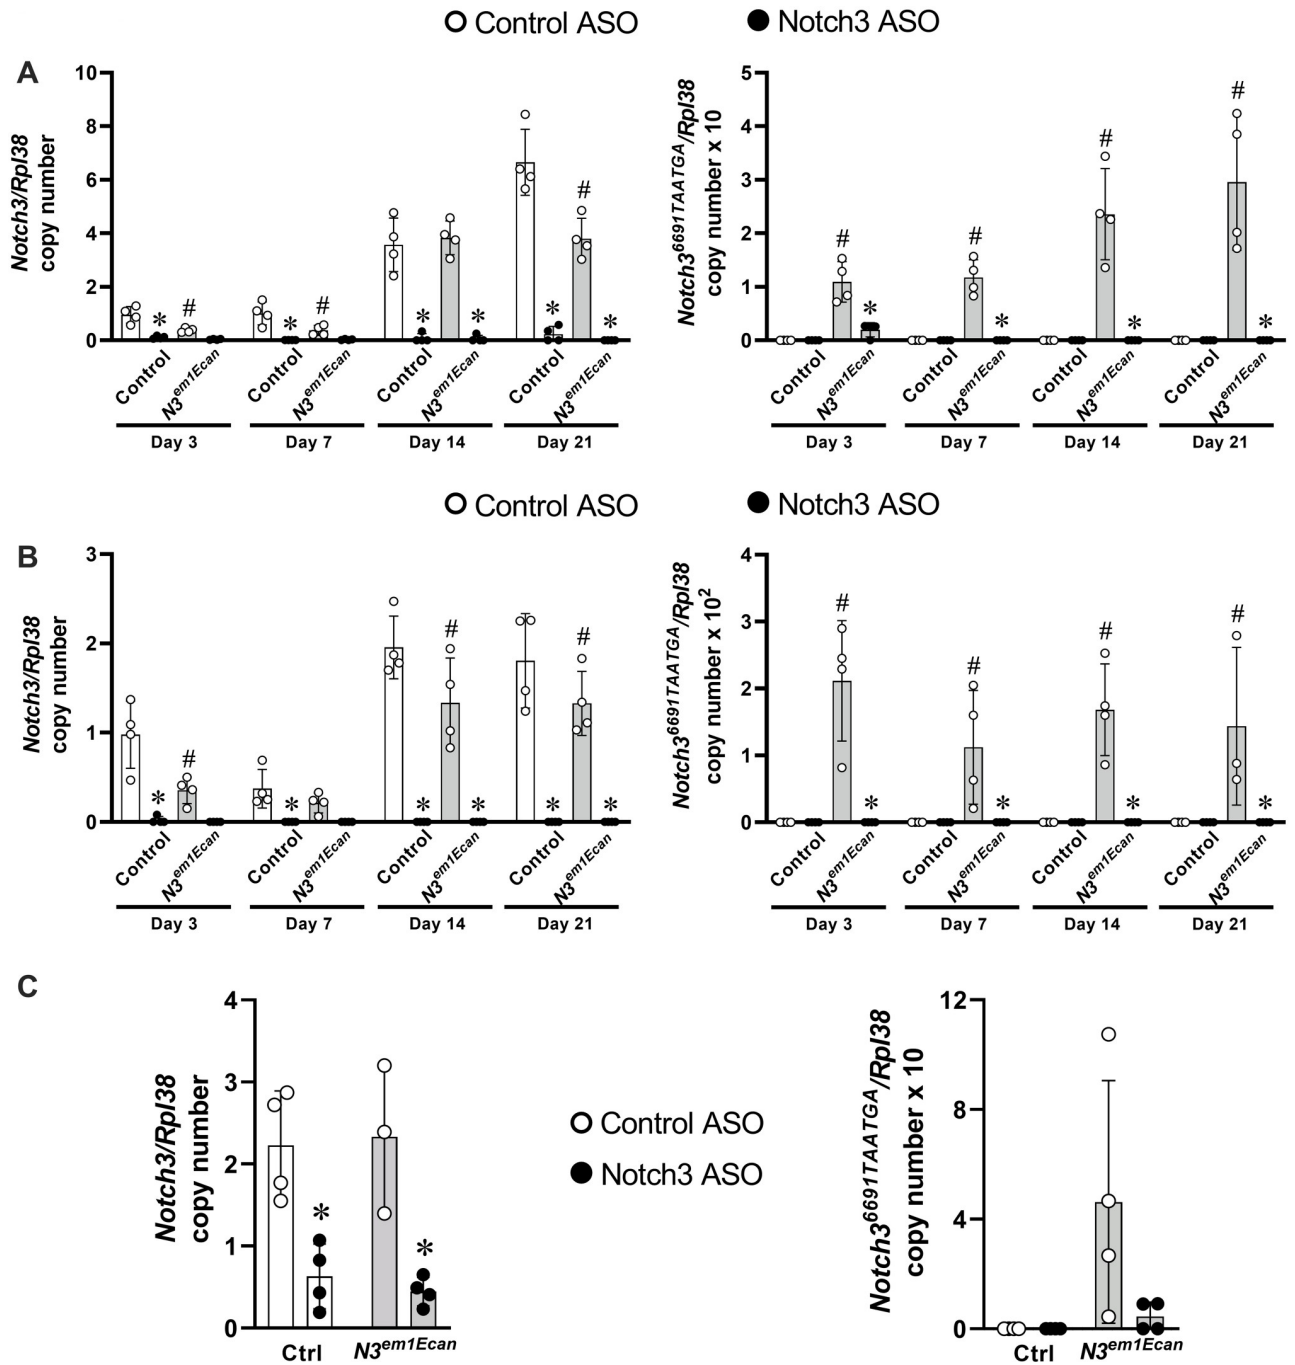 Control ASO Notch3 ASO
A
Notch3/Rpl38
copy number
10
8
6
4
2
0
* # * # * * * # *
Control N3em1Ecan Control N3em1Ecan Control N3em1Ecan Control N3em1Ecan
Day 3 Day 7 Day 14 Day 21
Notch36691TAATGA/Rpl38
copy number x 10
5
4
3
2
1
0
# * # * # * # *
Control N3em1Ecan Control N3em1Ecan Control N3em1Ecan Control N3em1Ecan
Day 3 Day 7 Day 14 Day 21
Control ASO Notch3 ASO
B
Notch3/Rpl38
copy number
3
2
1
0
* # * * # * * # *
Control N3em1Ecan Control N3em1Ecan Control N3em1Ecan Control N3em1Ecan
Day 3 Day 7 Day 14 Day 21
Notch36691TAATGA/Rpl38
copy number x 102
4
3
2
1
0
# * # * # * # *
Control N3em1Ecan Control N3em1Ecan Control N3em1Ecan Control N3em1Ecan
Day 3 Day 7 Day 14 Day 21
C
Notch3/Rpl38
copy number
4
3
2
1
0
* *
Ctrl N3em1Ecan
Control ASO
Notch3 ASO
Notch36691TAATGA/Rpl38
copy number x 10
12
8
4
0
Ctrl N3em1Ecan